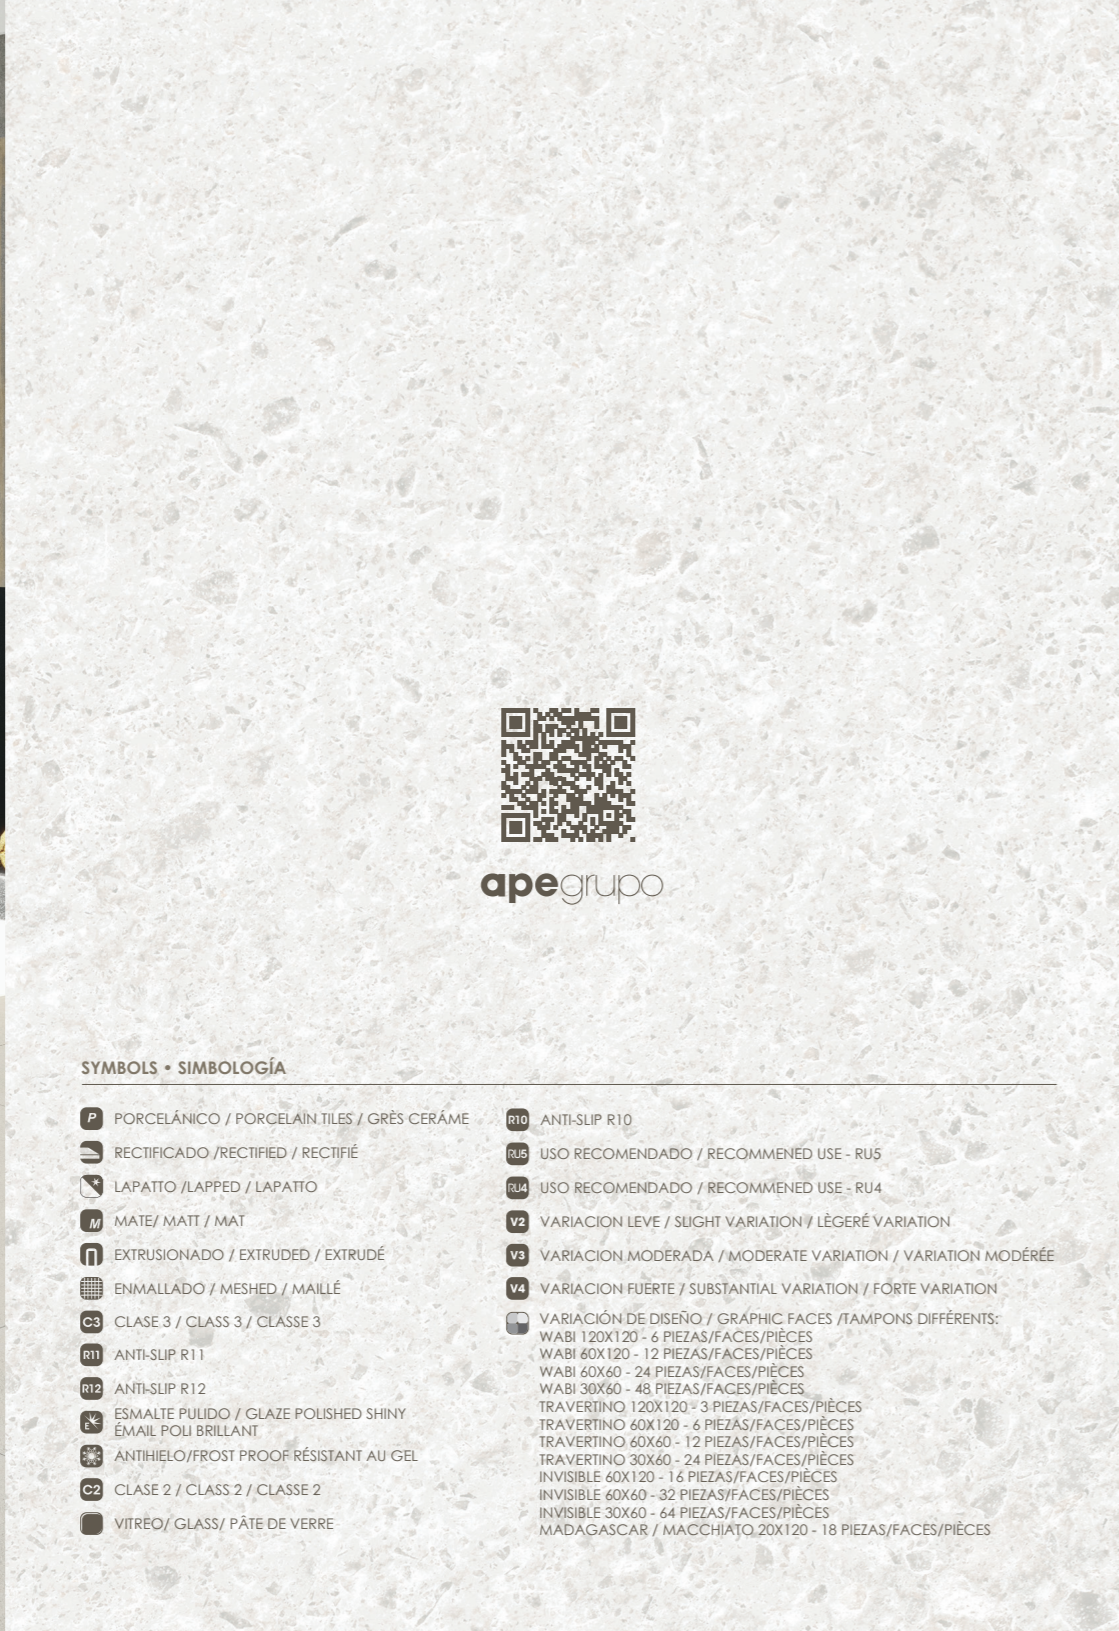 apegrupo
SYMBOLS • SIMBOLOGÍA
P PORCELÁNICO / PORCELAIN TILES / GRÈS CERÁME
RECTIFICADO /RECTIFIED / RECTIFIÉ
LAPATTO /LAPPED / LAPATTO
M MATE/ MATT / MAT
EXTRUSIONADO / EXTRUDED / EXTRUDÉ
ENMALLADO / MESHED / MAILLÉ
C3 CLASE 3 / CLASS 3 / CLASSE 3
R11 ANTI-SLIP R11
R12 ANTI-SLIP R12
E ESMALTE PULIDO / GLAZE POLISHED SHINY
ÉMAIL POLI BRILLANT
ANTIHIELO/FROST PROOF RÉSISTANT AU GEL
C2 CLASE 2 / CLASS 2 / CLASSE 2
VITREO/ GLASS/ PÂTE DE VERRE
R10 ANTI-SLIP R10
RU5 USO RECOMENDADO / RECOMMENED USE - RU5
RU4 USO RECOMENDADO / RECOMMENED USE - RU4
V2 VARIACION LEVE / SLIGHT VARIATION / LÈGERÉ VARIATION
V3 VARIACION MODERADA / MODERATE VARIATION / VARIATION MODÉRÉE
V4 VARIACION FUERTE / SUBSTANTIAL VARIATION / FORTE VARIATION
VARIACIÓN DE DISEÑO / GRAPHIC FACES /TAMPONS DIFFÉRENTS:
WABI 120X120 - 6 PIEZAS/FACES/PIÈCES
WABI 60X120 - 12 PIEZAS/FACES/PIÈCES
WABI 60X60 - 24 PIEZAS/FACES/PIÈCES
WABI 30X60 - 48 PIEZAS/FACES/PIÈCES
TRAVERTINO 120X120 - 3 PIEZAS/FACES/PIÈCES
TRAVERTINO 60X120 - 6 PIEZAS/FACES/PIÈCES
TRAVERTINO 60X60 - 12 PIEZAS/FACES/PIÈCES
TRAVERTINO 30X60 - 24 PIEZAS/FACES/PIÈCES
INVISIBLE 60X120 - 16 PIEZAS/FACES/PIÈCES
INVISIBLE 60X60 - 32 PIEZAS/FACES/PIÈCES
INVISIBLE 30X60 - 64 PIEZAS/FACES/PIÈCES
MADAGASCAR / MACCHIATO 20X120 - 18 PIEZAS/FACES/PIÈCES